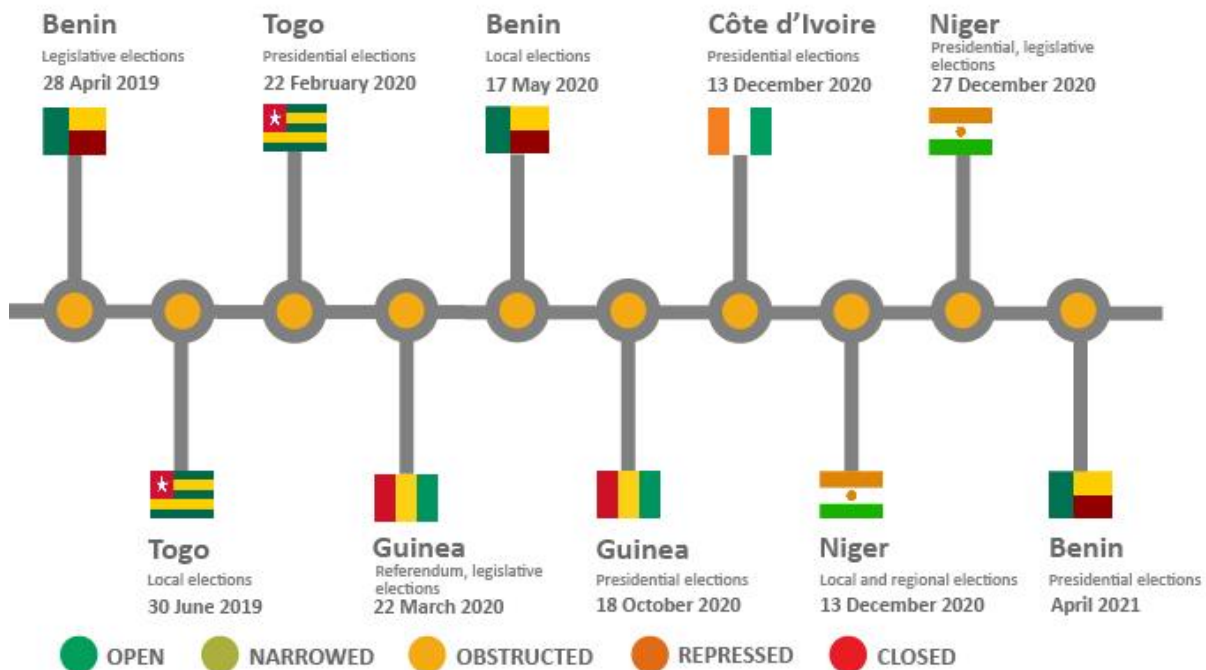 Benin
Legislative elections
28 April 2019
Togo
Presidential elections
22 February 2020
Benin
Local elections
17 May 2020
Côte d’Ivoire
Presidential elections
13 December 2020
Niger
Presidential, legislative
elections
27 December 2020
Togo
Local elections
30 June 2019
Guinea
Referendum, legislative
elections
22 March 2020
Guinea
Presidential elections
18 October 2020
Niger
Local and regional elections
13 December 2020
Benin
Presidential elections
April 2021
OPEN
NARROWED
OBSTRUCTED
REPRESSED
CLOSED